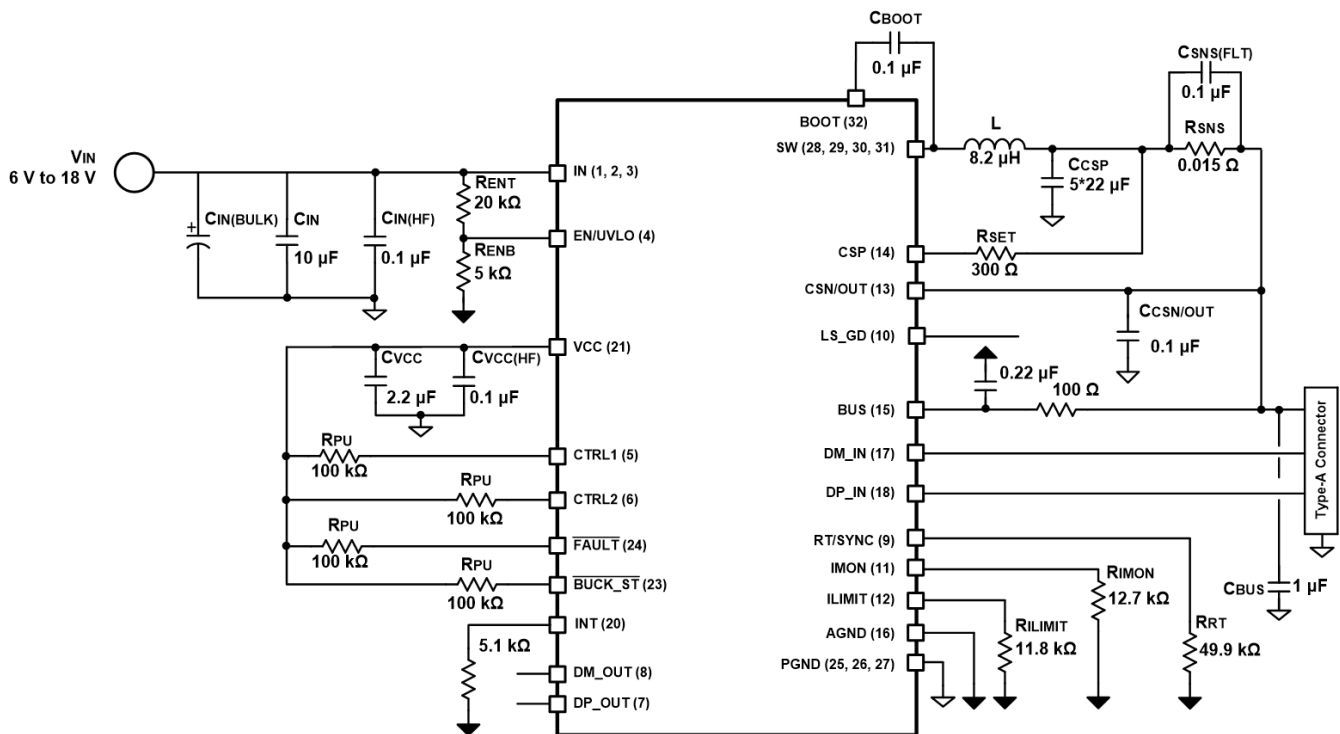 CBOOT
0.1 µF
CSNS(FLT)
0.1 µF
BOOT (32)
L
8.2 µH
RSNS
0.015 Ω
SW (28, 29, 30, 31)
CCSP
5*22 µF
VIN
6 V to 18 V
IN (1, 2, 3)
RENT
20 kΩ
+
CIN(BULK)
CIN
10 µF
CIN(HF)
0.1 µF
EN/UVLO (4)
RENB
5 kΩ
CSP (14)
RSET
300 Ω
CSN/OUT (13)
CCSN/OUT
0.1 µF
LS_GD (10)
VCC (21)
CVCC
2.2 µF
CVCC(HF)
0.1 µF
0.22 µF
100 Ω
BUS (15)
RPU
100 kΩ
CTRL1 (5)
DM_IN (17)
RPU
100 kΩ
CTRL2 (6)
DP_IN (18)
Type-A Connector
RPU
100 kΩ
FAULT (24)
RT/SYNC (9)
RPU
100 kΩ
BUCK_ST (23)
IMON (11)
RIMON
12.7 kΩ
CBUS
1 µF
ILIMIT (12)
RILIMIT
11.8 kΩ
RRT
49.9 kΩ
INT (20)
5.1 kΩ
AGND (16)
PGND (25, 26, 27)
DM_OUT (8)
DP_OUT (7)